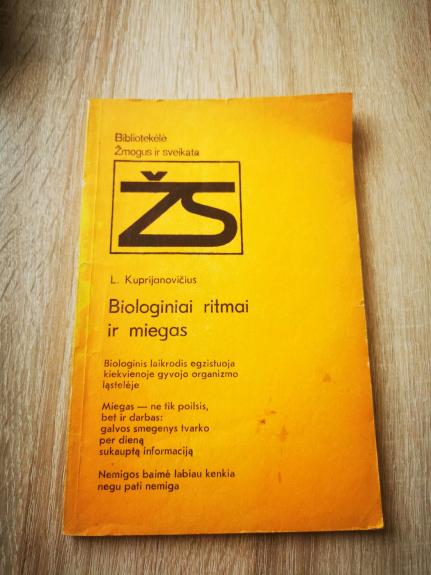 Bibliotekėlė
Žmogus ir sveikata
ŽS
L. Kuprijanovičius
Biologiniai ritmai
ir miegas
Biologinis laikrodis egzistuoja
kiekvienoje gyvojo organizmo
ląstelėje
Miegas — ne tik poilsis,
bet ir darbas:
galvos smegenys tvarko
per dieną
sukauptą informaciją
Nemigos baimė labiau kenkia
negu pati nemiga